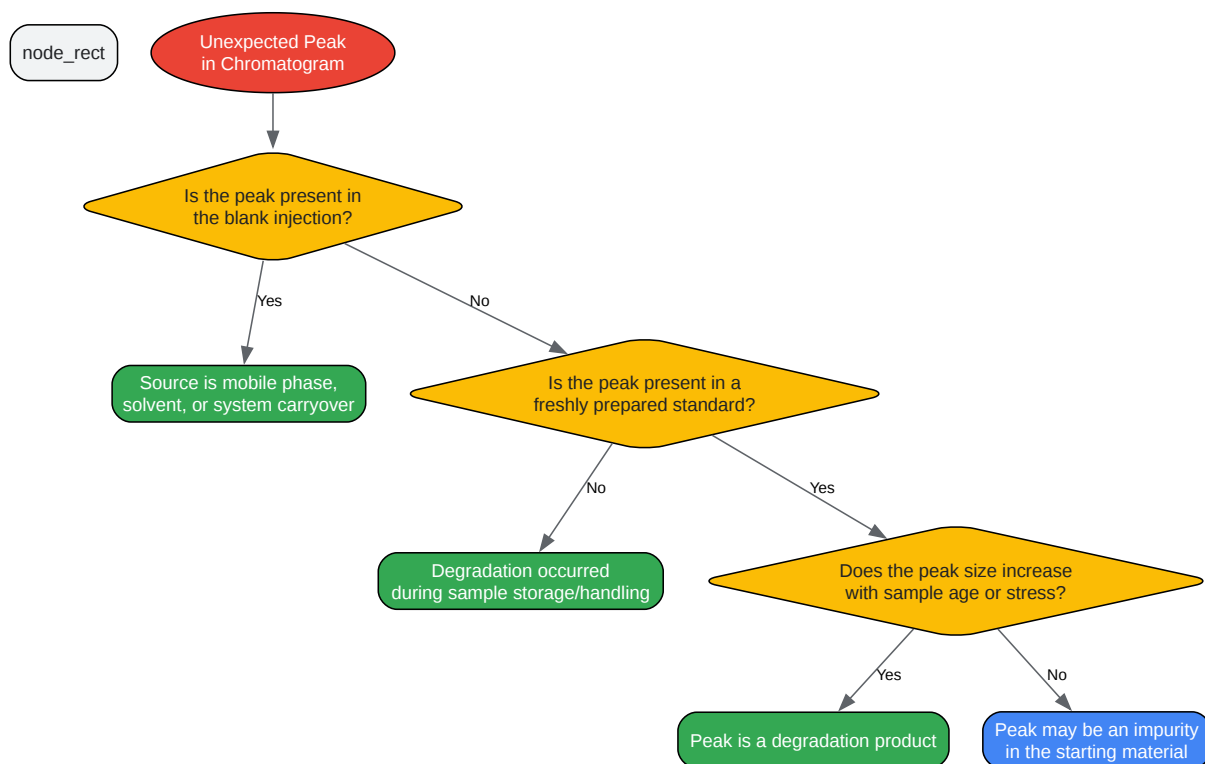 node_rect
Unexpected Peak
in Chromatogram
Is the peak present in
the blank injection?
Yes
No
Source is mobile phase,
solvent, or system carryover
Is the peak present in a
freshly prepared standard?
No
Yes
Degradation occurred
during sample storage/handling
Does the peak size increase
with sample age or stress?
Yes
No
Peak is a degradation product
Peak may be an impurity
in the starting material